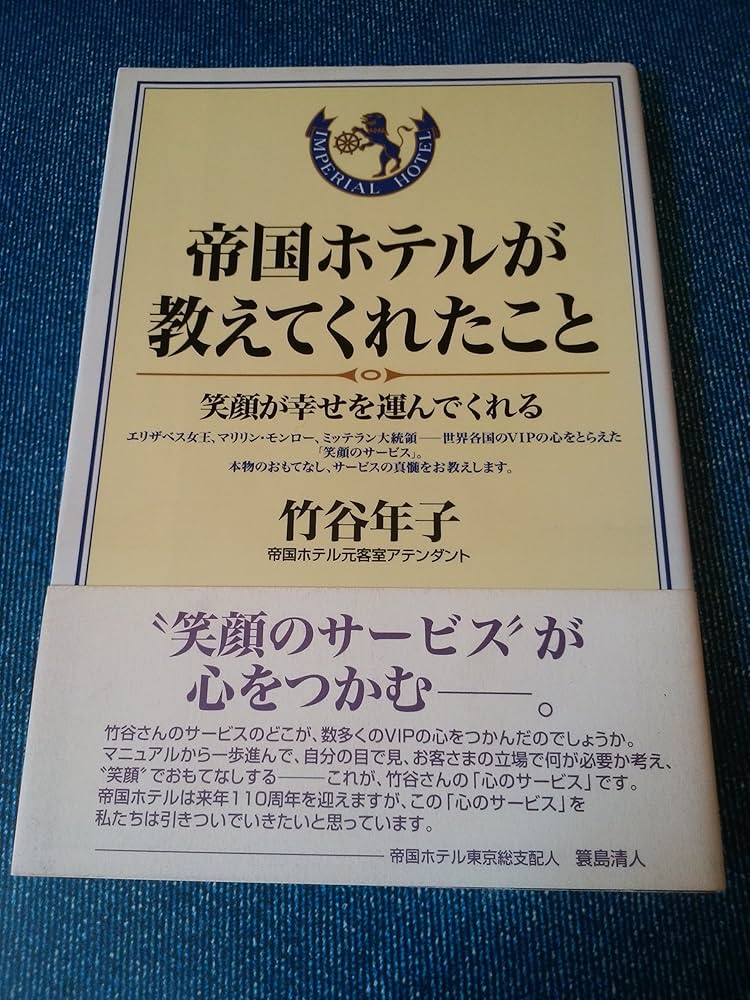 IMPERIAL HOTEL
帝国ホテルが
教えてくれたこと
笑顔が幸せを運んでくれる
エリザベス女王、マリリン・モンロー、ミッテラン大統領——世界各国のVIPの心をとらえた
「笑顔のサービス」。
本物のおもてなし、サービスの真髄をお教えします。
竹谷年子
帝国ホテル元客室アテンダント
〝笑顔のサービス〞が
心をつかむ——。
竹谷さんのサービスのどこが、数多くのVIPの心をつかんだのでしょうか。
マニュアルから一歩進んで、自分の目で見、お客さまの立場で何が必要か考え、
〝笑顔〞でおもてなしする——これが、竹谷さんの「心のサービス」です。
帝国ホテルは来年110周年を迎えますが、この「心のサービス」を
私たちは引きついでいきたいと思っています。
——帝国ホテル東京総支配人 簑島清人